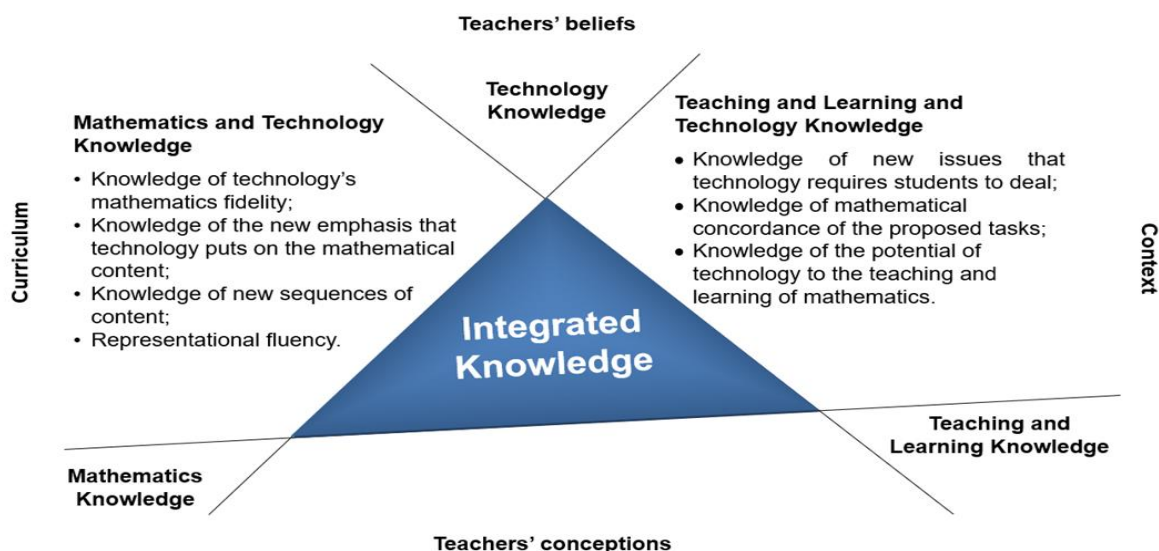 Teachers' beliefs
Technology
Knowledge
Mathematics and Technology
Knowledge
• Knowledge of technology's
mathematics fidelity;
• Knowledge of the new emphasis that
technology puts on the mathematical
content;
• Knowledge of new sequences of
content;
• Representational fluency.
Teaching and Learning and
Technology Knowledge
• Knowledge of new issues that
technology requires students to deal;
• Knowledge of mathematical
concordance of the proposed tasks;
• Knowledge of the potential of
technology to the teaching and
learning of mathematics.
Curriculum
Context
Integrated
Knowledge
Mathematics
Knowledge
Teaching and
Learning Knowledge
Teachers' conceptions